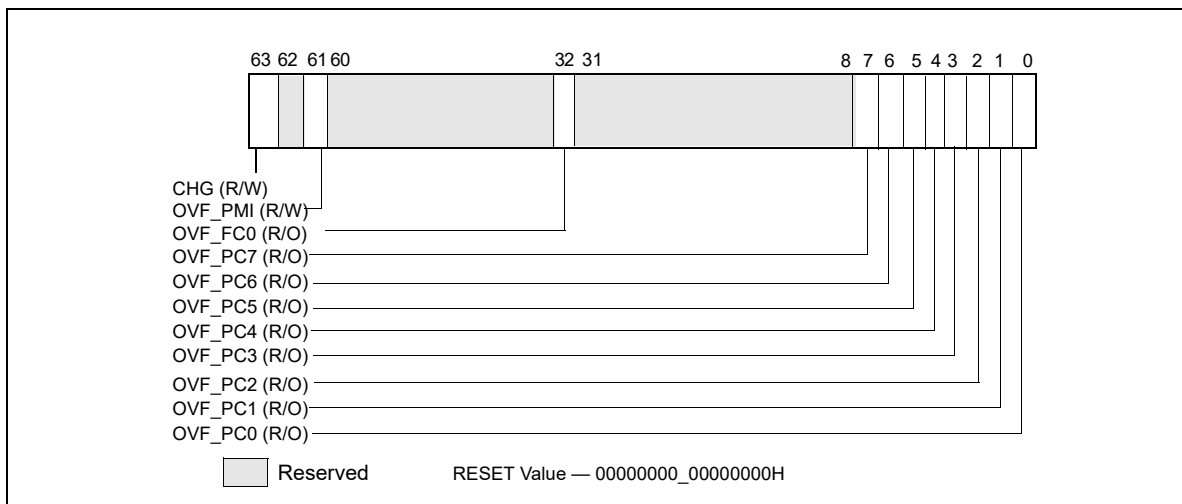 63 62 61 60 32 31 8 7 6 5 4 3 2 1 0
CHG (R/W)
OVF_PMI (R/W)
OVF_FC0 (R/O)
OVF_PC7 (R/O)
OVF_PC6 (R/O)
OVF_PC5 (R/O)
OVF_PC4 (R/O)
OVF_PC3 (R/O)
OVF_PC2 (R/O)
OVF_PC1 (R/O)
OVF_PC0 (R/O)
Reserved RESET Value — 00000000_00000000H